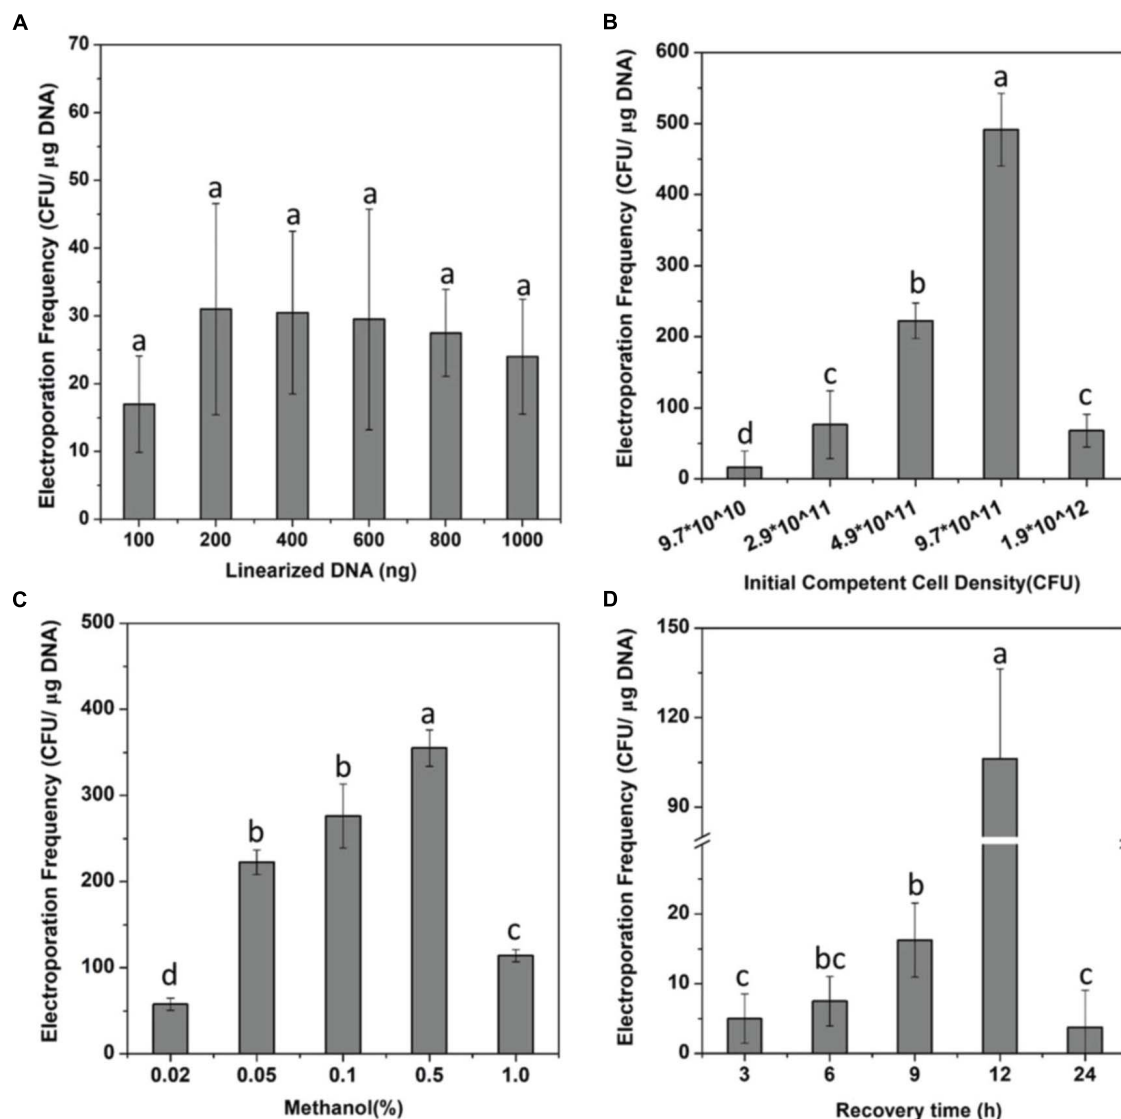 A
Electroporation Frequency (CFU/ μg DNA)
70
60
50
40
30
20
10
0
a
a
a
a
a
a
100 200 400 600 800 1000
Linearized DNA (ng)
B
Electroporation Frequency (CFU/ μg DNA)
600
500
400
300
200
100
0
d
c
b
a
c
9.7*10^10 2.9*10^11 4.9*10^11 9.7*10^11 1.9*10^12
Initial Competent Cell Density(CFU)
C
Electroporation Frequency (CFU/ μg DNA)
500
400
300
200
100
0
d
b
b
a
c
0.02 0.05 0.1 0.5 1.0
Methanol(%)
D
Electroporation Frequency (CFU/ μg DNA)
150
120
90
20
10
0
c
bc
b
a
c
3 6 9 12 24
Recovery time (h)